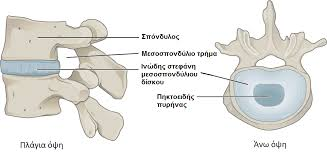 Σπόνδυλος
Μεσοσπονδύλιο τρήμα
Ινώδης στεφάνη
μεσοσπονδύλιου
δίσκου
Πηκτοειδής
πυρήνας
Πλάγια όψη
Άνω όψη